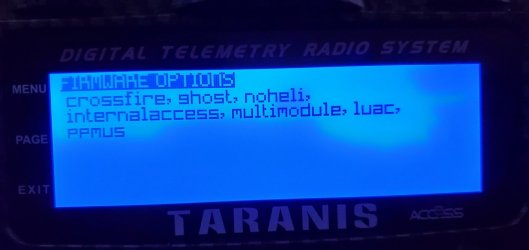 DIGITAL TELEMETRY RADIO SYSTEM
MENU
FIRMWARE OPTIONS
crossfire, ghost, noheli,
internalaccess, multimodule, luac,
PAGE
ppmus
EXIT
TARANIS
ACCESS